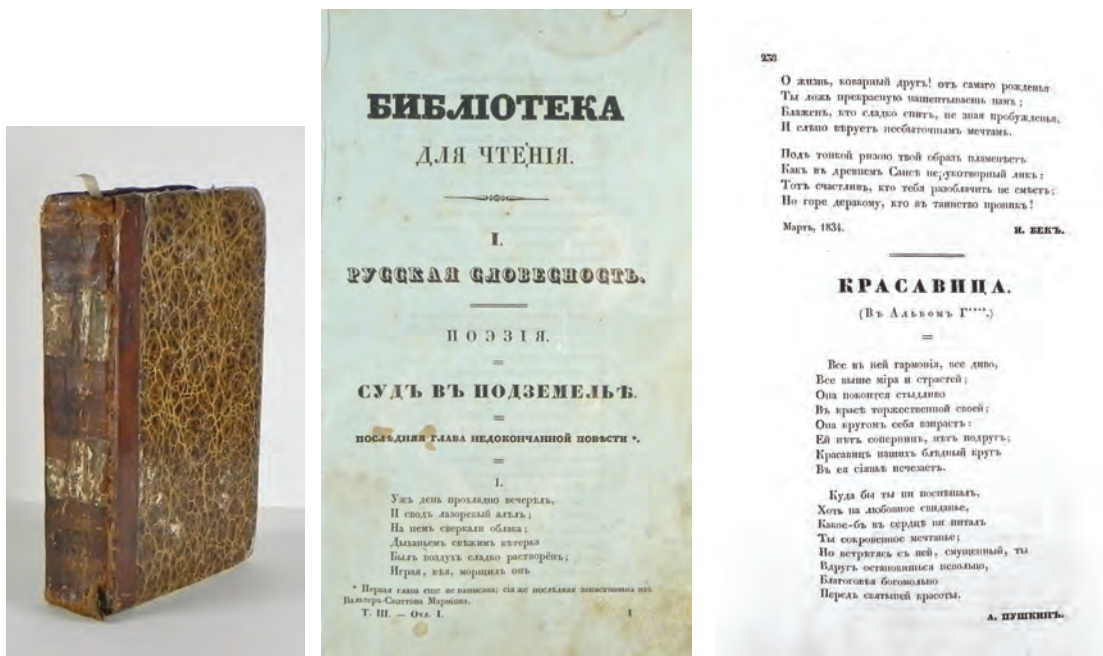 БИБЛІОТЕКА
ДЛЯ ЧТЕНІЯ.
I.
РУССКАЯ СЛОВЕСНОСТЬ.
ПОЭЗІЯ.
СУДЪ ВЪ ПОДЗЕМЕЛЬѢ.
ПОСЛѢДНЯЯ ГЛАВА НЕДОКОНЧАННОЙ ПОВѢСТИ *.
I.
Ужъ день прохладно вечерѣлъ,
И сводъ лазоревый алѣлъ;
На немъ сверкали облака;
Дыханьемъ свѣжимъ вѣтерка
Былъ воздухъ сладко растворёнъ;
Играя, вѣя, морщилъ онъ
* Первая глава еще не написана; сія же послѣдняя заимствована изъ
Вальтеръ-Скоттова Марміона.
Т. III. — Отд. I. 1
238
О жизнь, коварный другъ! отъ самаго рожденья
Ты ложь прекрасную нашептываешь намъ;
Блаженъ, кто сладко спитъ, не зная пробужденья,
И слѣпо вѣруетъ несбыточнымъ мечтамъ.
Подъ тонкой ризою твой образъ пламенѣетъ
Какъ въ древнемъ Саисѣ нерукотворный ликъ:
Тотъ счастливъ, кто тебя разоблачить не смѣетъ;
Но горе дерзкому, кто въ таинство проникъ!
Мартъ, 1834. И. БЕКЪ.
КРАСАВИЦА.
(Въ Альбомъ Г****.)
Все въ ней гармонія, все диво,
Все выше міра и страстей;
Она покоится стыдливо
Въ красѣ торжественной своей;
Она кругомъ себя взираетъ:
Ей нѣтъ соперницъ, нѣтъ подругъ;
Красавицъ нашихъ блѣдный кругъ
Въ ея сіяньѣ исчезаетъ.
Куда бы ты ни поспѣшалъ,
Хоть на любовное свиданье,
Какое-бъ въ сердцѣ ни питалъ
Ты сокровенное мечтанье;
Но встрѣтясь съ ней, смущенный, ты
Вдругъ остановишься невольно,
Благоговѣя богомольно
Передъ святыней красоты.
А. ПУШКИНЪ.